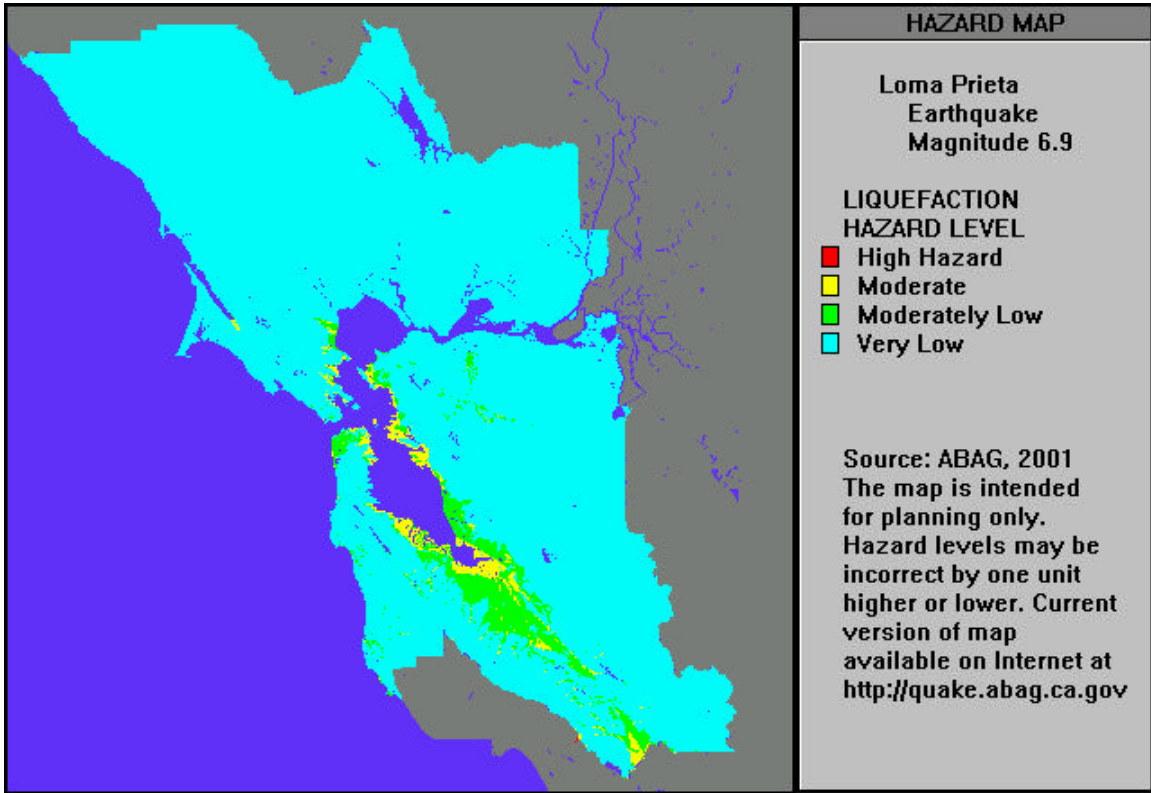 HAZARD MAP
Loma Prieta
Earthquake
Magnitude 6.9
LIQUEFACTION
HAZARD LEVEL
High Hazard
Moderate
Moderately Low
Very Low
Source: ABAG, 2001
The map is intended
for planning only.
Hazard levels may be
incorrect by one unit
higher or lower. Current
version of map
available on Internet at
http://quake.abag.ca.gov